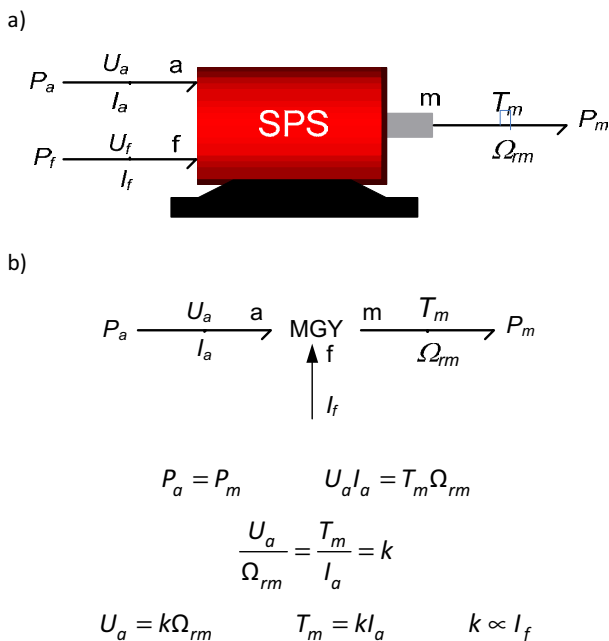 a)
U_a a
P_a I_a
SPS
m T_m P_m
Ω_rm
U_f f
P_f I_f
b)
U_a a m T_m
P_a MGY P_m
I_a f Ω_rm
I_f
P_a = P_m U_a I_a = T_m Ω_rm
U_a / Ω_rm = T_m / I_a = k
U_a = kΩ_rm T_m = kI_a k ∝ I_f